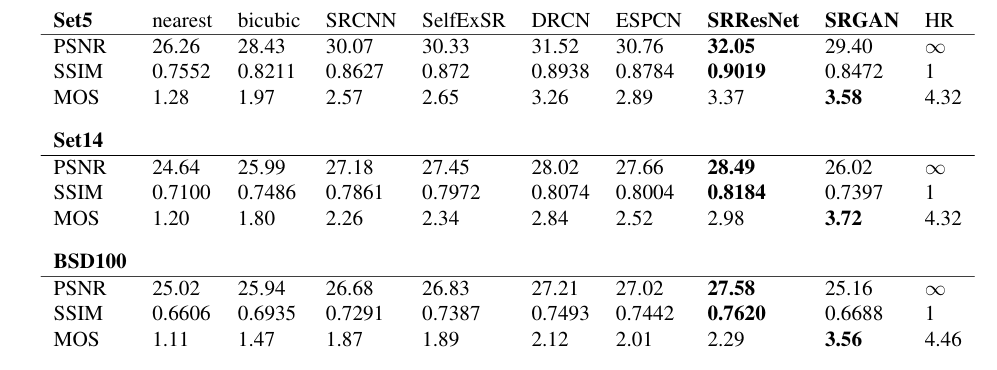 Set5 nearest bicubic SRCNN SelfExSR DRCN ESPCN SRResNet SRGAN HR
PSNR 26.26 28.43 30.07 30.33 31.52 30.76 32.05 29.40 ∞
SSIM 0.7552 0.8211 0.8627 0.872 0.8938 0.8784 0.9019 0.8472 1
MOS 1.28 1.97 2.57 2.65 3.26 2.89 3.37 3.58 4.32
Set14
PSNR 24.64 25.99 27.18 27.45 28.02 27.66 28.49 26.02 ∞
SSIM 0.7100 0.7486 0.7861 0.7972 0.8074 0.8004 0.8184 0.7397 1
MOS 1.20 1.80 2.26 2.34 2.84 2.52 2.98 3.72 4.32
BSD100
PSNR 25.02 25.94 26.68 26.83 27.21 27.02 27.58 25.16 ∞
SSIM 0.6606 0.6935 0.7291 0.7387 0.7493 0.7442 0.7620 0.6688 1
MOS 1.11 1.47 1.87 1.89 2.12 2.01 2.29 3.56 4.46